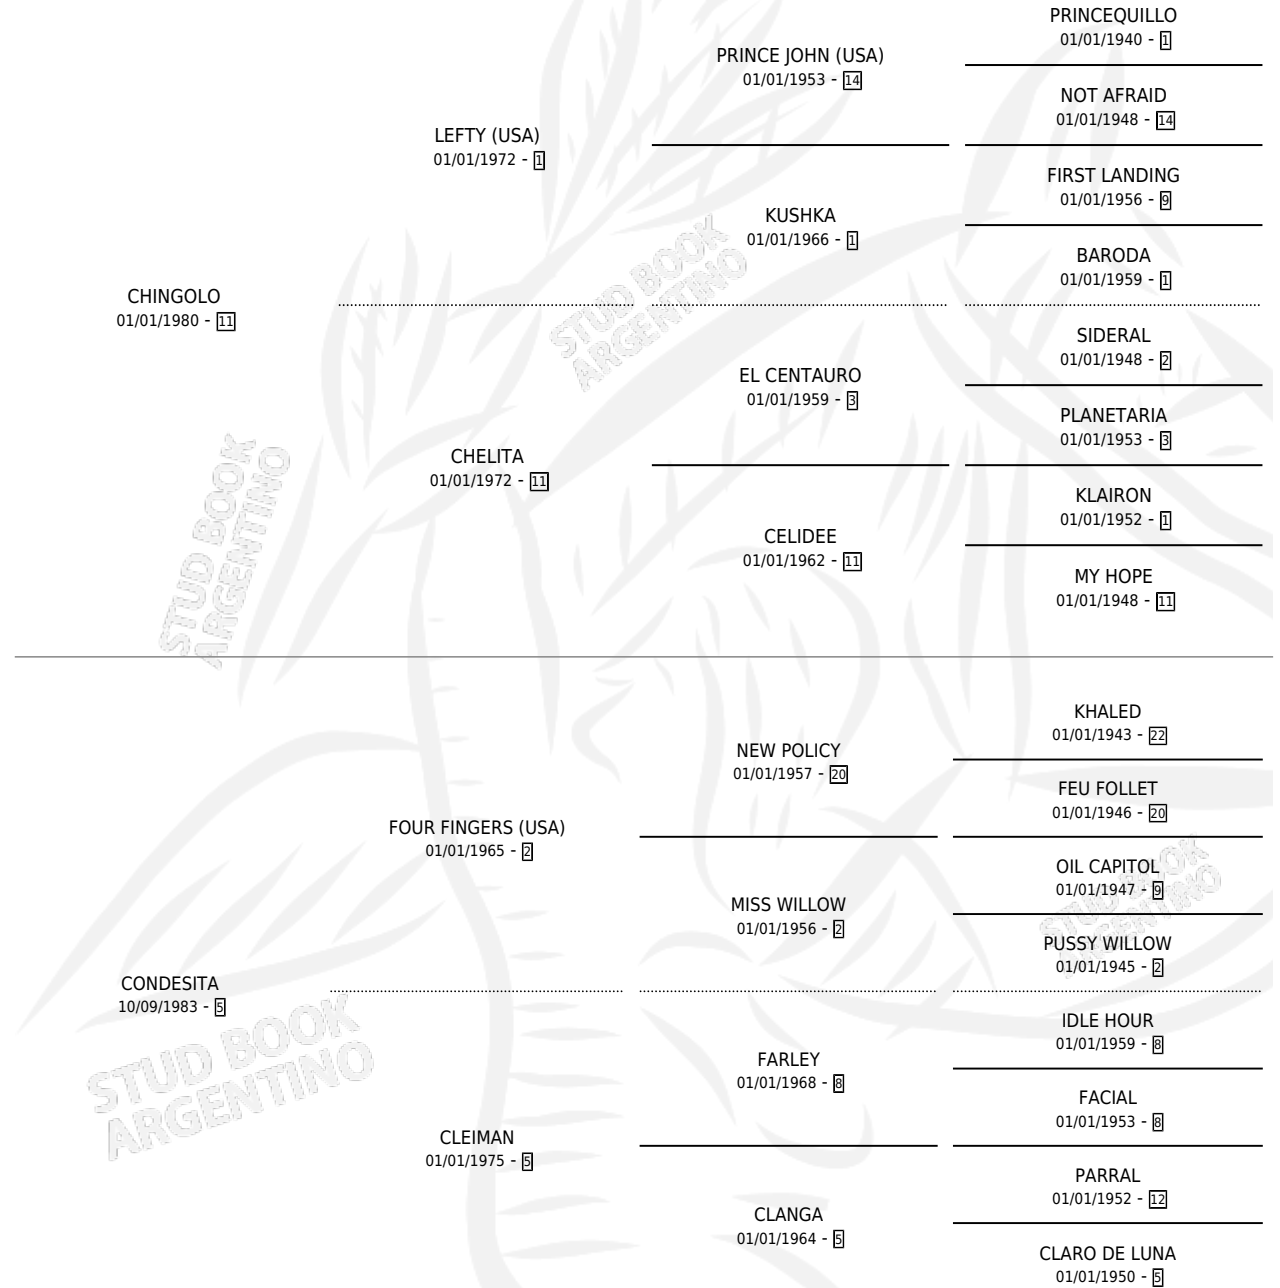 PRINCEQUILLO
01/01/1940 - 1
PRINCE JOHN (USA)
01/01/1953 - 14
NOT AFRAID
01/01/1948 - 14
LEFTY (USA)
01/01/1972 - 1
FIRST LANDING
01/01/1956 - 9
KUSHKA
01/01/1966 - 1
BARODA
01/01/1959 - 1
CHINGOLO
01/01/1980 - 11
SIDERAL
01/01/1948 - 2
EL CENTAURO
01/01/1959 - 3
PLANETARIA
01/01/1953 - 3
CHELITA
01/01/1972 - 11
KLAIRON
01/01/1952 - 1
CELIDEE
01/01/1962 - 11
MY HOPE
01/01/1948 - 11
KHALED
01/01/1943 - 22
NEW POLICY
01/01/1957 - 20
FEU FOLLET
01/01/1946 - 20
FOUR FINGERS (USA)
01/01/1965 - 2
OIL CAPITOL
01/01/1947 - 9
MISS WILLOW
01/01/1956 - 2
PUSSY WILLOW
01/01/1945 - 2
CONDESITA
10/09/1983 - 5
IDLE HOUR
01/01/1959 - 8
FARLEY
01/01/1968 - 8
FACIAL
01/01/1953 - 8
CLEIMAN
01/01/1975 - 5
PARRAL
01/01/1952 - 12
CLANGA
01/01/1964 - 5
CLARO DE LUNA
01/01/1950 - 5
STUD BOOK
ARGENTINO
STUD BOOK
ARGENTINO
STUD BOOK
ARGENTINO
STUD BOOK
ARGENTINO